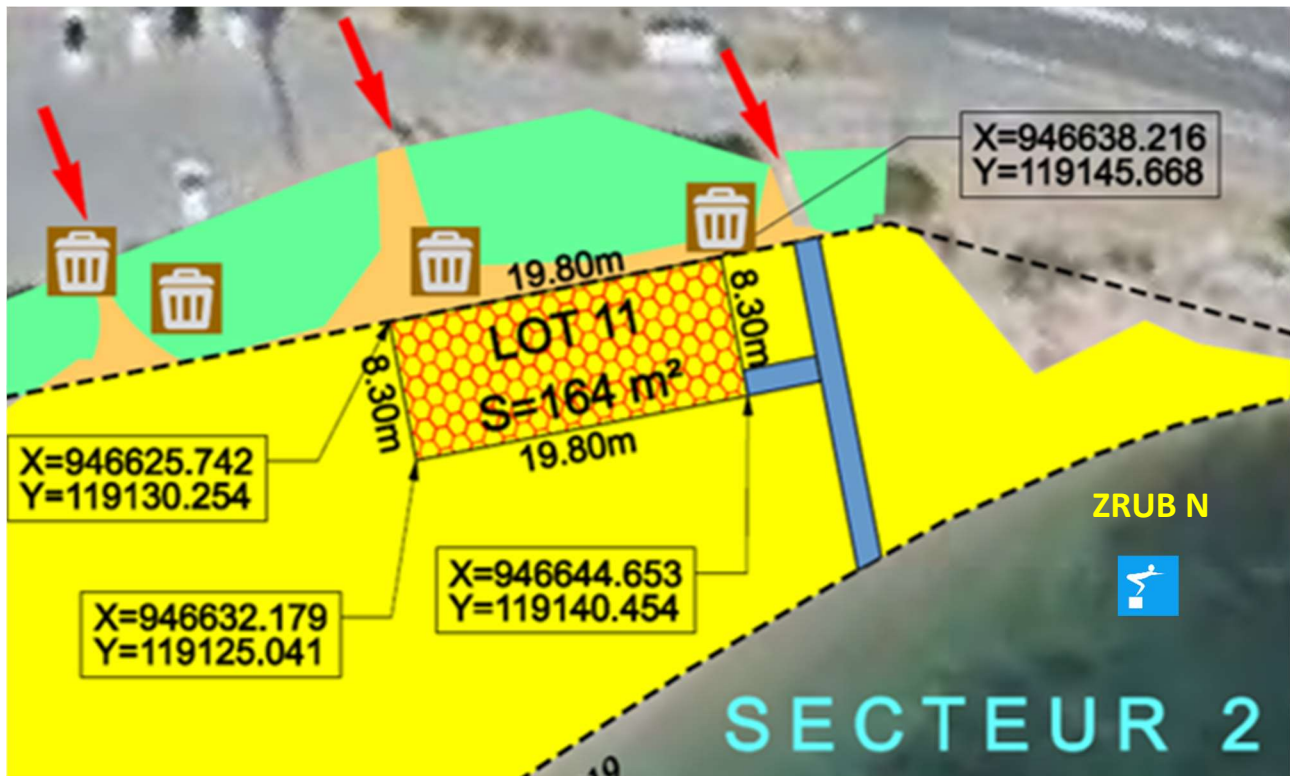 X=946638.216
Y=119145.668
19.80m
8.30m
LOT 11
S=164 m²
8.30m
19.80m
X=946625.742
Y=119130.254
X=946644.653
Y=119140.454
X=946632.179
Y=119125.041
ZRUB N
SECTEUR 2
19